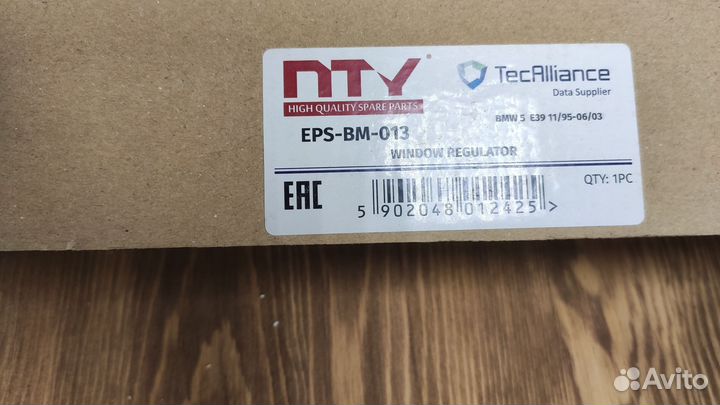 NTY
HIGH QUALITY SPARE PARTS
TecAlliance
Data Supplier
EPS-BM-013
BMW 5 E39 11/95-06/03
WINDOW REGULATOR
EAC
QTY: 1PC
5 902048 012425 >
Avito